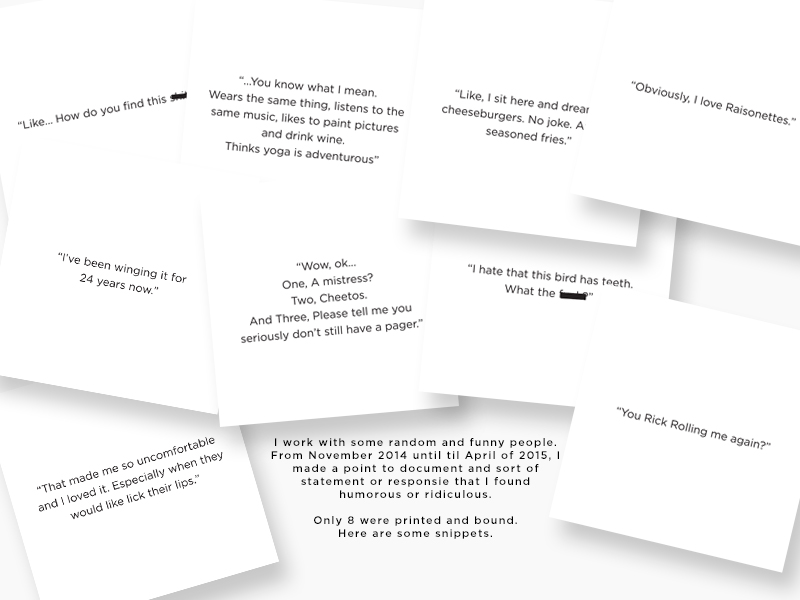 “Like... How do you find this
“...You know what I mean.
Wears the same thing, listens to the
same music, likes to paint pictures
and drink wine.
Thinks yoga is adventurous”
“Like, I sit here and
cheeseburgers. No joke. A
seasoned fries.”
“Obviously, I love Raisonettes.”
“I’ve been winging it for
24 years now.”
“Wow, ok...
One, A mistress?
Two, Cheetos.
And Three, Please tell me you
seriously don’t still have a pager.”
“I hate that this bird has teeth.
What the
“You Rick Rolling me again?”
“That made me so uncomfortable
and I loved it. Especially when they
would like lick their lips.”
I work with some random and funny people.
From November 2014 until til April of 2015, I
made a point to document and sort of
statement or responsie that I found
humorous or ridiculous.
Only 8 were printed and bound.
Here are some snippets.